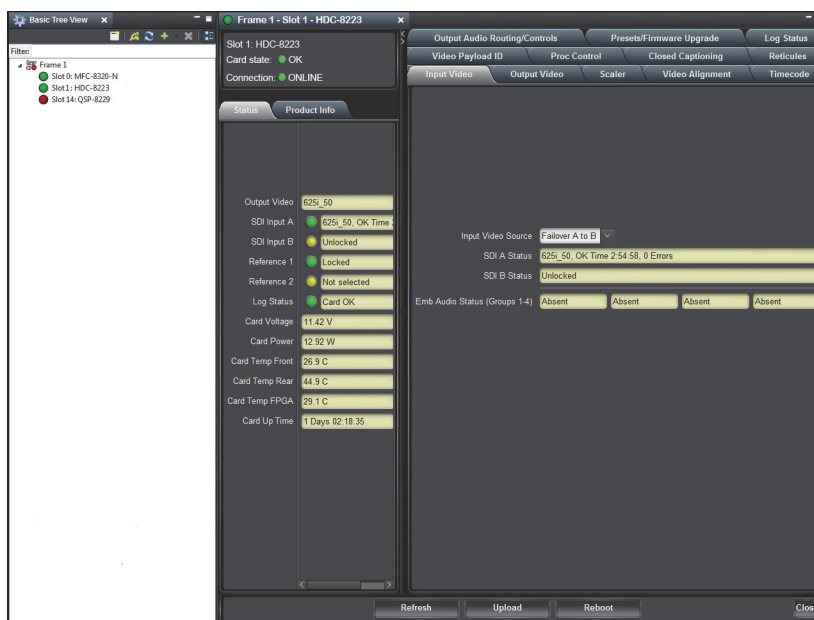 Basic Tree View
Filter:
Frame 1
Slot 0: MFC-8320-N
Slot 1: HDC-8223
Slot 14: QSP-8229
Frame 1 - Slot 1 - HDC-8223
Slot 1: HDC-8223
Card state: OK
Connection: ONLINE
Status
Product Info
Output Video 625i_50
SDI Input A 625i_50, OK Time 2:
SDI Input B Unlocked
Reference 1 Locked
Reference 2 Not selected
Log Status Card OK
Card Voltage 11.42 V
Card Power 12.92 W
Card Temp Front 26.9 C
Card Temp Rear 44.9 C
Card Temp FPGA 29.1 C
Card Up Time 1 Days 02:18:35
Output Audio Routing/Controls Presets/Firmware Upgrade Log Status
Video Payload ID Proc Control Closed Captioning Reticules
Input Video Output Video Scaler Video Alignment Timecode
Input Video Source Failover A to B
SDI A Status 625i_50, OK Time 2:54:58, 0 Errors
SDI B Status Unlocked
Emb Audio Status (Groups 1-4) Absent Absent Absent Absent
Refresh Upload Reboot Clos